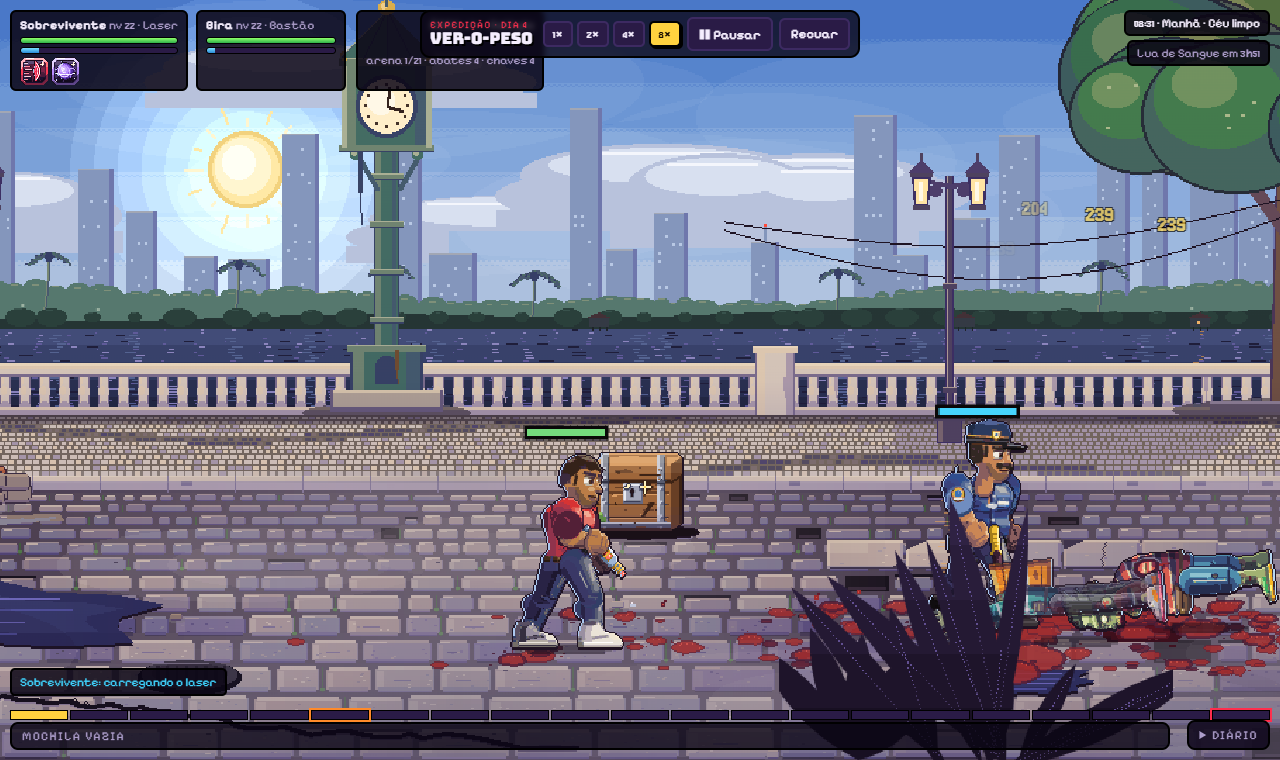 Sobrevivente nv 22 · Laser
Bira nv 22 · Bastão
EXPEDIÇÃO · DIA 4
VER-O-PESO
1×
2×
4×
8×
Pausar
Recuar
arena 1/21 · abates 4 · chaves 4
08:31 · Manhã · Céu limpo
Lua de Sangue em 3h51
204
239
239
Sobrevivente: carregando o laser
MOCHILA VAZIA
▶ DIÁRIO